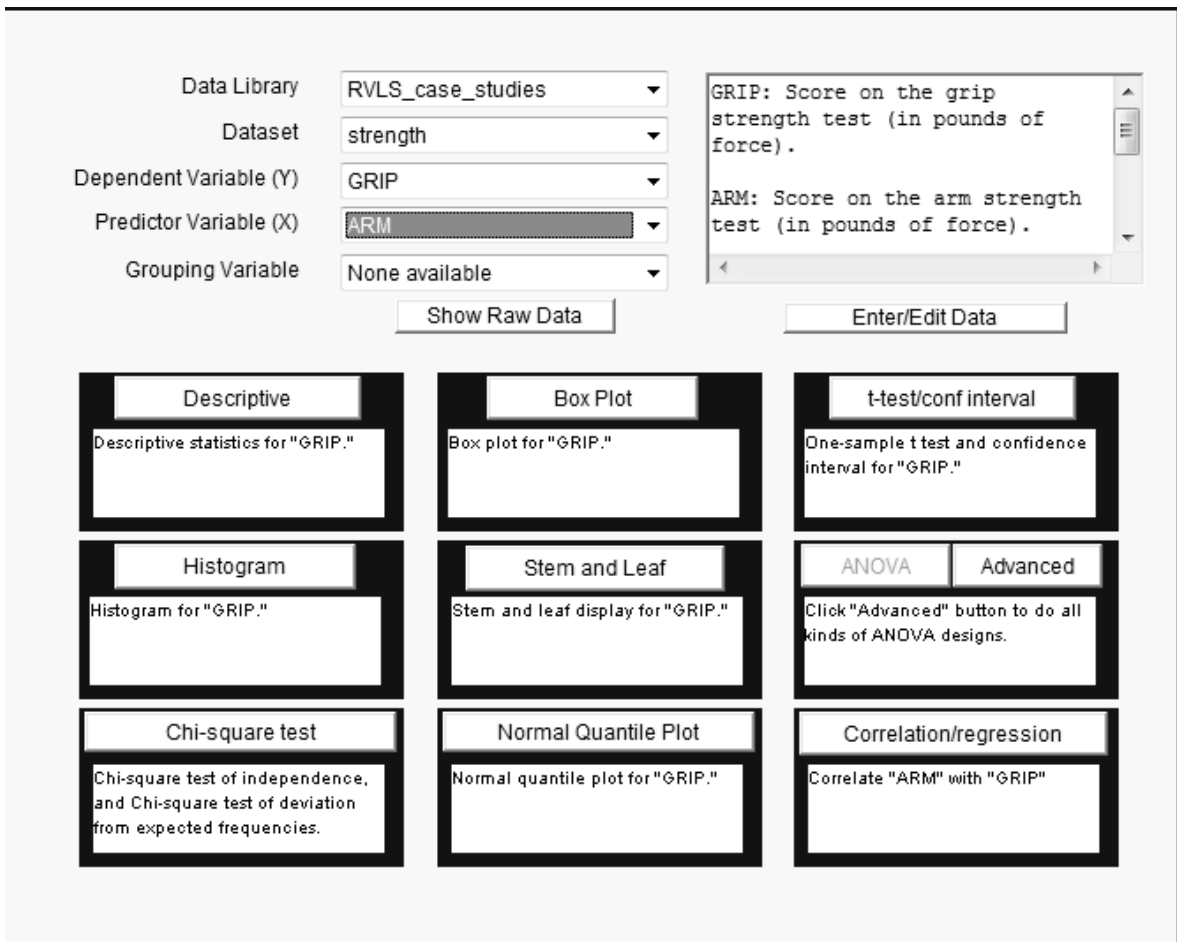 Data Library
RVLS_case_studies
Dataset
strength
Dependent Variable (Y)
GRIP
Predictor Variable (X)
ARM
Grouping Variable
None available
Show Raw Data
GRIP: Score on the grip
strength test (in pounds of
force).
ARM: Score on the arm strength
test (in pounds of force).
Enter/Edit Data
Descriptive
Descriptive statistics for "GRIP."
Box Plot
Box plot for "GRIP."
t-test/conf interval
One-sample t test and confidence
interval for "GRIP."
Histogram
Histogram for "GRIP."
Stem and Leaf
Stem and leaf display for "GRIP."
ANOVA
Advanced
Click "Advanced" button to do all
kinds of ANOVA designs.
Chi-square test
Chi-square test of independence,
and Chi-square test of deviation
from expected frequencies.
Normal Quantile Plot
Normal quantile plot for "GRIP."
Correlation/regression
Correlate "ARM" with "GRIP"